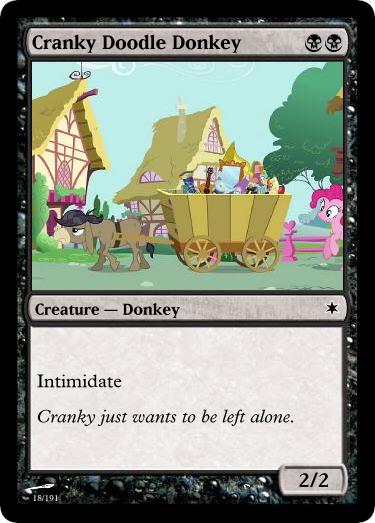 Cranky Doodle Donkey
Creature — Donkey
Intimidate
Cranky just wants to be left alone.
2/2
18/191